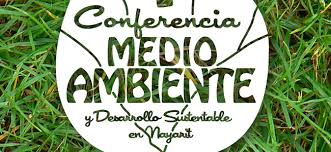 Conferencia
MEDIO
AMBIENTE
y Desarrollo Sustentable
en Nayarit